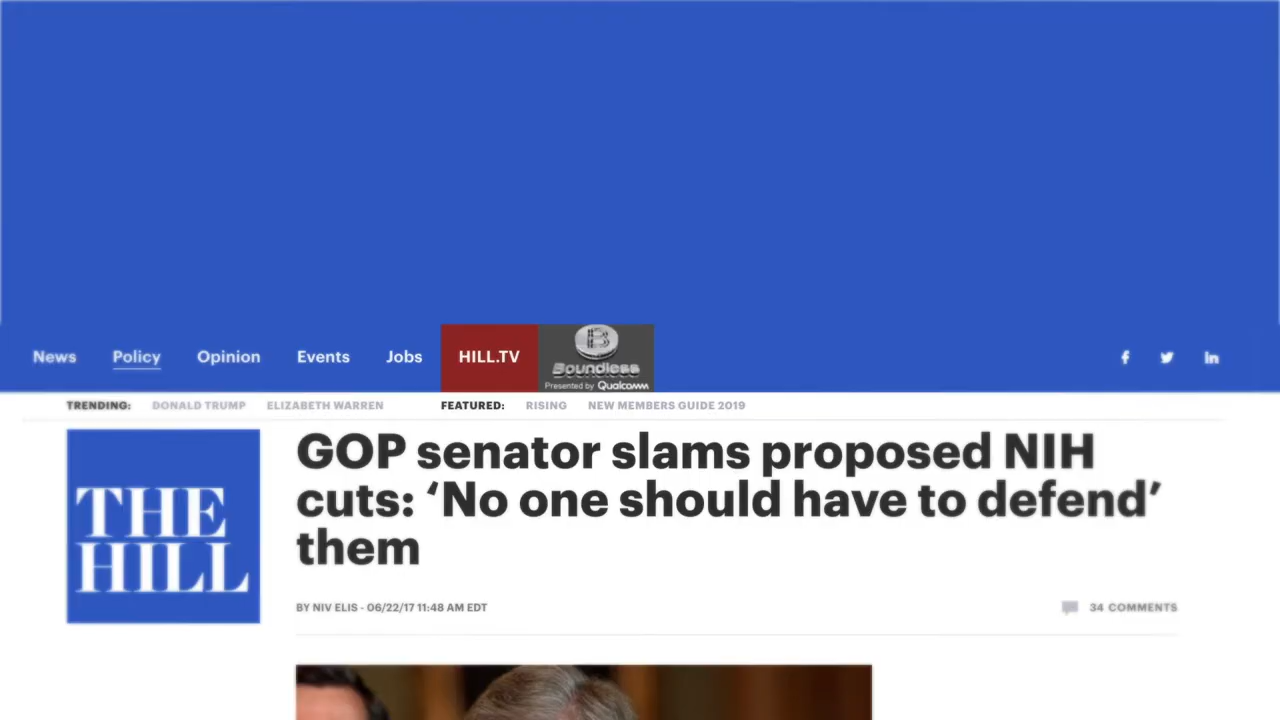 News Policy Opinion Events Jobs HILL.TV
Boundless
Presented by Qualcomm
TRENDING: DONALD TRUMP ELIZABETH WARREN FEATURED: RISING NEW MEMBERS GUIDE 2019
THE
HILL
GOP senator slams proposed NIH
cuts: ‘No one should have to defend’
them
BY NIV ELIS - 06/22/17 11:48 AM EDT
34 COMMENTS